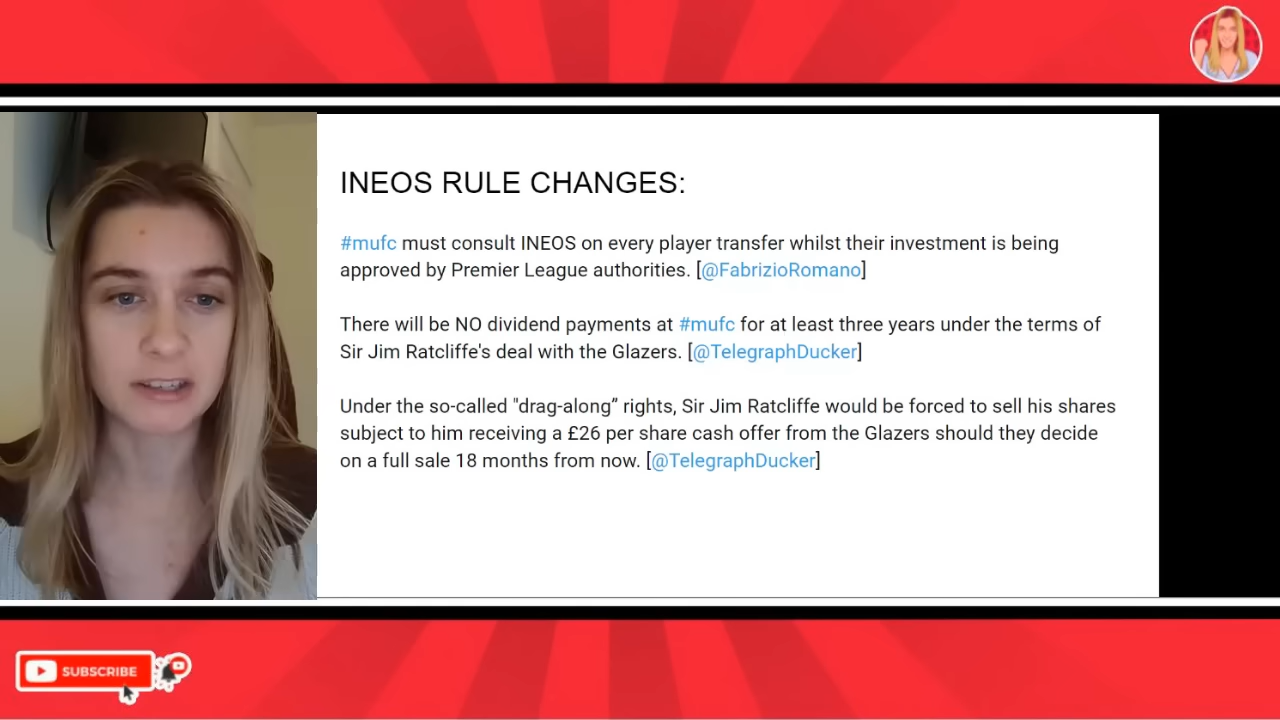 INEOS RULE CHANGES:
#mufc must consult INEOS on every player transfer whilst their investment is being
approved by Premier League authorities. [@FabrizioRomano]
There will be NO dividend payments at #mufc for at least three years under the terms of
Sir Jim Ratcliffe's deal with the Glazers. [@TelegraphDucker]
Under the so-called "drag-along” rights, Sir Jim Ratcliffe would be forced to sell his shares
subject to him receiving a £26 per share cash offer from the Glazers should they decide
on a full sale 18 months from now. [@TelegraphDucker]
SUBSCRIBE